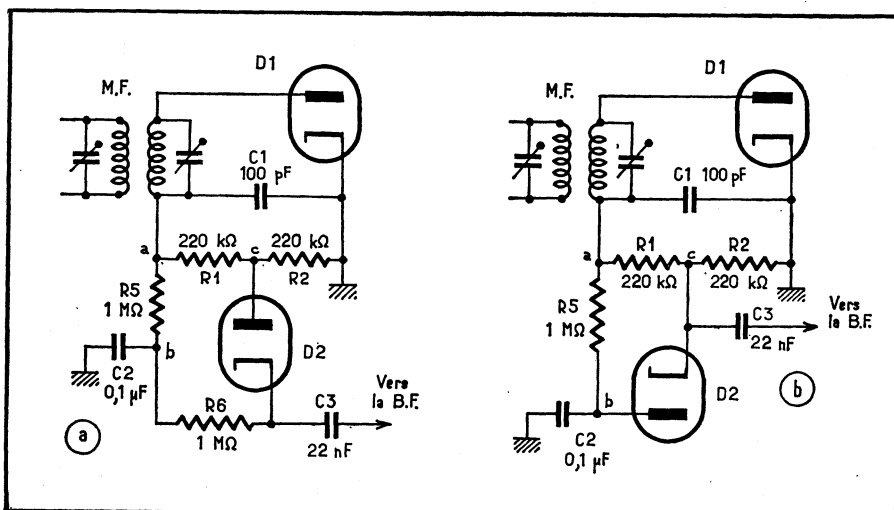 D1
M.F.
C1
100 pF
a
220 kΩ
c
220 kΩ
R1
R2
R5
1 MΩ
b
C2
0,1 µF
D2
R6
1 MΩ
C3
22 nF
Vers
la B.F.
a
D1
M.F.
C1 100 pF
a
R1
c
R2
220 kΩ
220 kΩ
R5
1 MΩ
C3
22 nF
Vers
la B.F.
b
D2
C2
0,1 µF
b